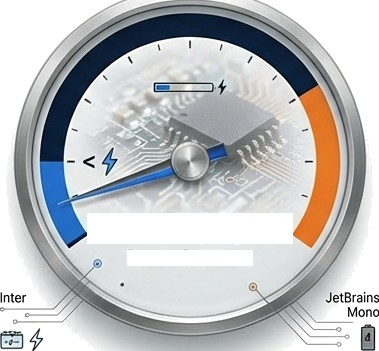 <
Inter
JetBrains
Mono